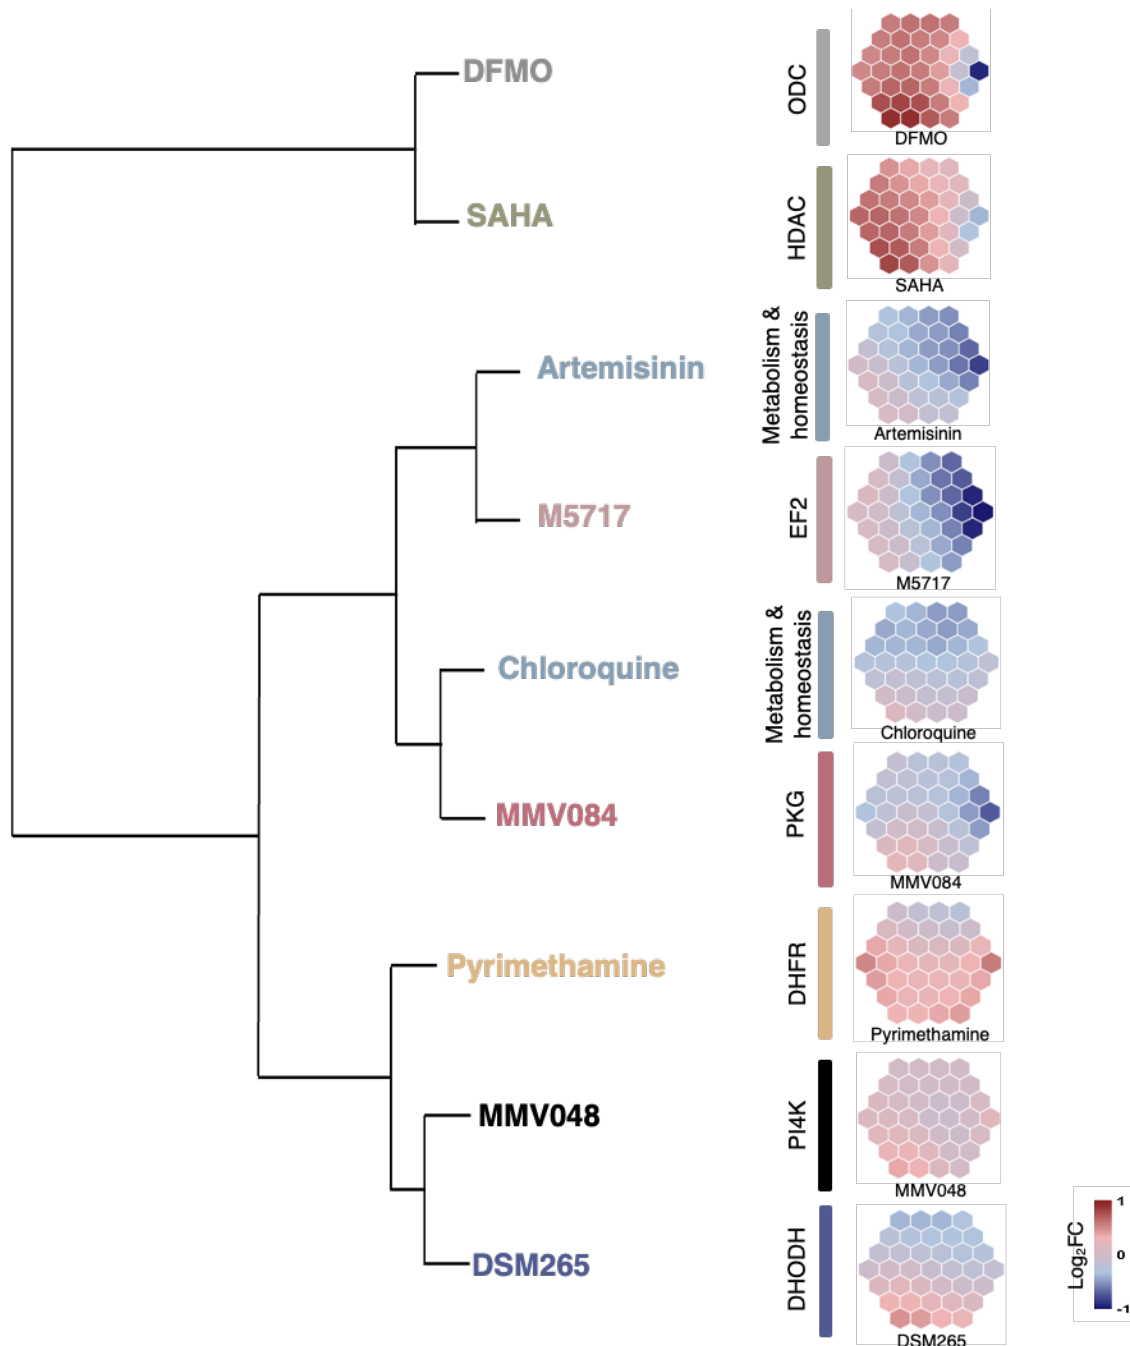 DFMO
ODC
DFMO
SAHA
HDAC
SAHA
Artemisinin
Metabolism &
homeostasis
Artemisinin
M5717
EF2
M5717
Chloroquine
Metabolism &
homeostasis
Chloroquine
MMV084
PKG
MMV084
Pyrimethamine
DHFR
Pyrimethamine
MMV048
PI4K
MMV048
DSM265
DHODH
DSM265
Log₂FC
1
0
-1